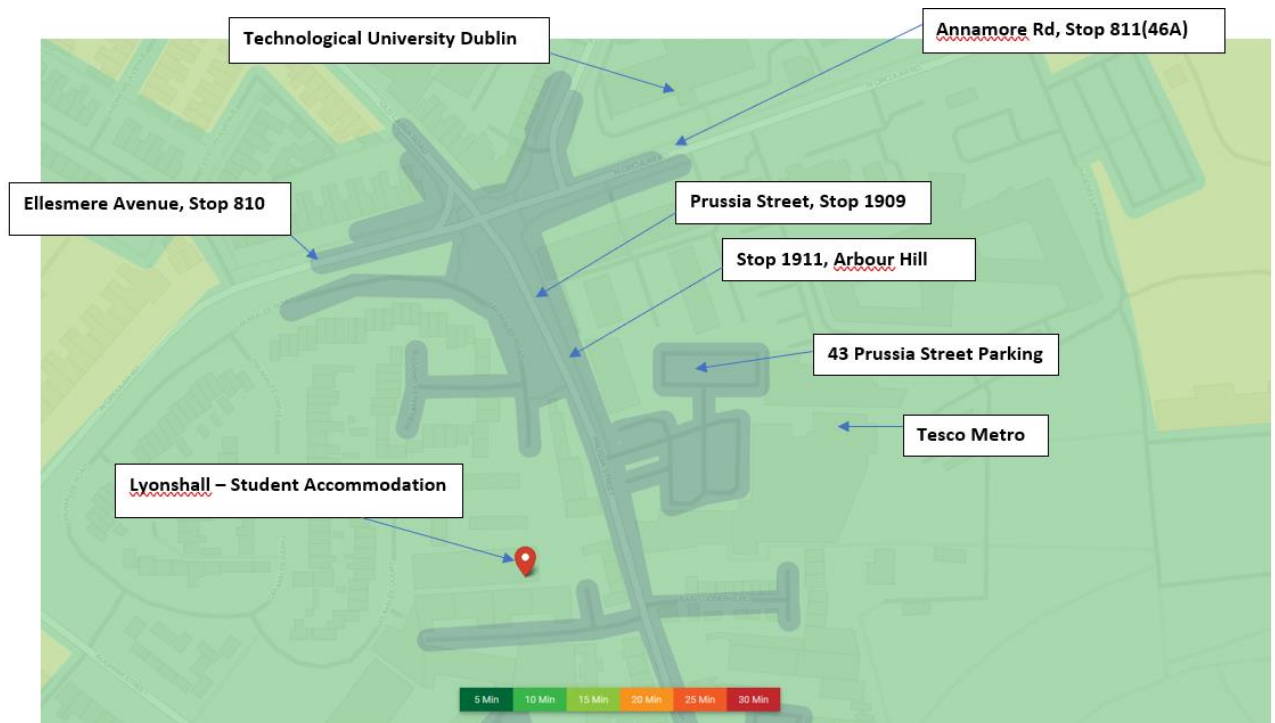 Technological University Dublin
Annamore Rd, Stop 811(46A)
Ellesmere Avenue, Stop 810
Prussia Street, Stop 1909
Stop 1911, Arbour Hill
43 Prussia Street Parking
Tesco Metro
Lyonshall – Student Accommodation
PRUSSIA STREET
5 Min 10 Min 15 Min 20 Min 25 Min 30 Min